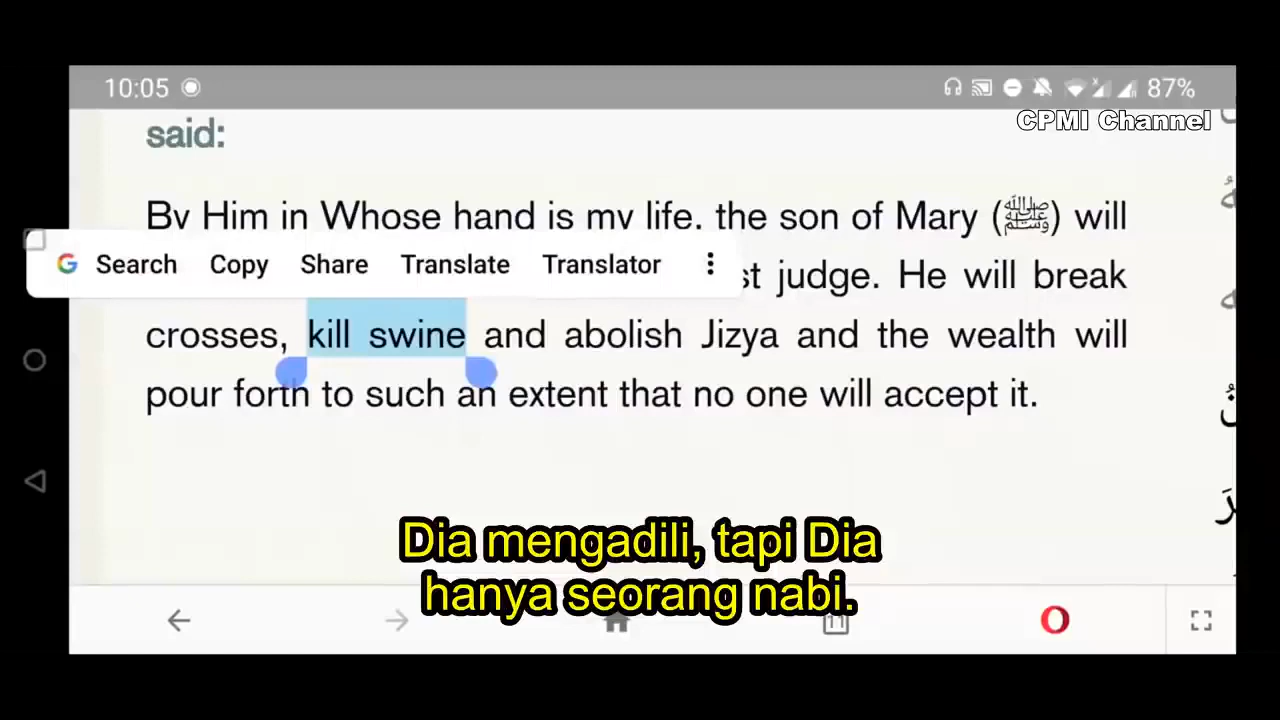 10:05
87%
CPMI Channel
said:
By Him in Whose hand is my life, the son of Mary (ﷺ) will
Search Copy Share Translate Translator
st judge. He will break
crosses, kill swine and abolish Jizya and the wealth will
pour forth to such an extent that no one will accept it.
Dia mengadili, tapi Dia
hanya seorang nabi.
11